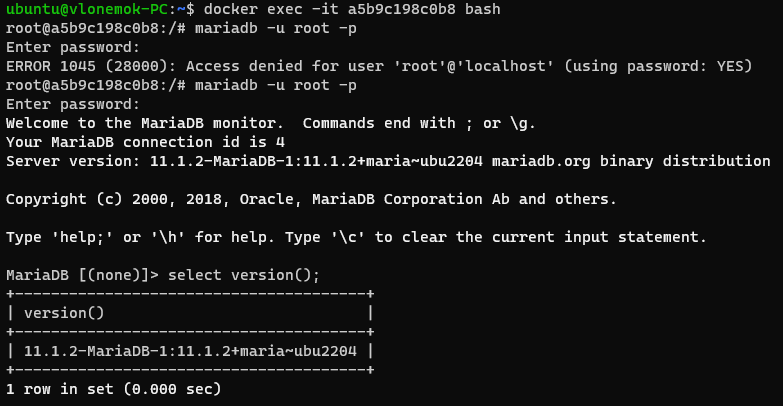 ubuntu@vlonemok-PC:~$ docker exec -it a5b9c198c0b8 bash
root@a5b9c198c0b8:/# mariadb -u root -p
Enter password:
ERROR 1045 (28000): Access denied for user 'root'@'localhost' (using password: YES)
root@a5b9c198c0b8:/# mariadb -u root -p
Enter password:
Welcome to the MariaDB monitor.  Commands end with ; or \g.
Your MariaDB connection id is 4
Server version: 11.1.2-MariaDB-1:11.1.2+maria~ubu2204 mariadb.org binary distribution

Copyright (c) 2000, 2018, Oracle, MariaDB Corporation Ab and others.

Type 'help;' or '\h' for help. Type '\c' to clear the current input statement.

MariaDB [(none)]> select version();
+---------------------------------------+
| version()                             |
+---------------------------------------+
| 11.1.2-MariaDB-1:11.1.2+maria~ubu2204 |
+---------------------------------------+
1 row in set (0.000 sec)